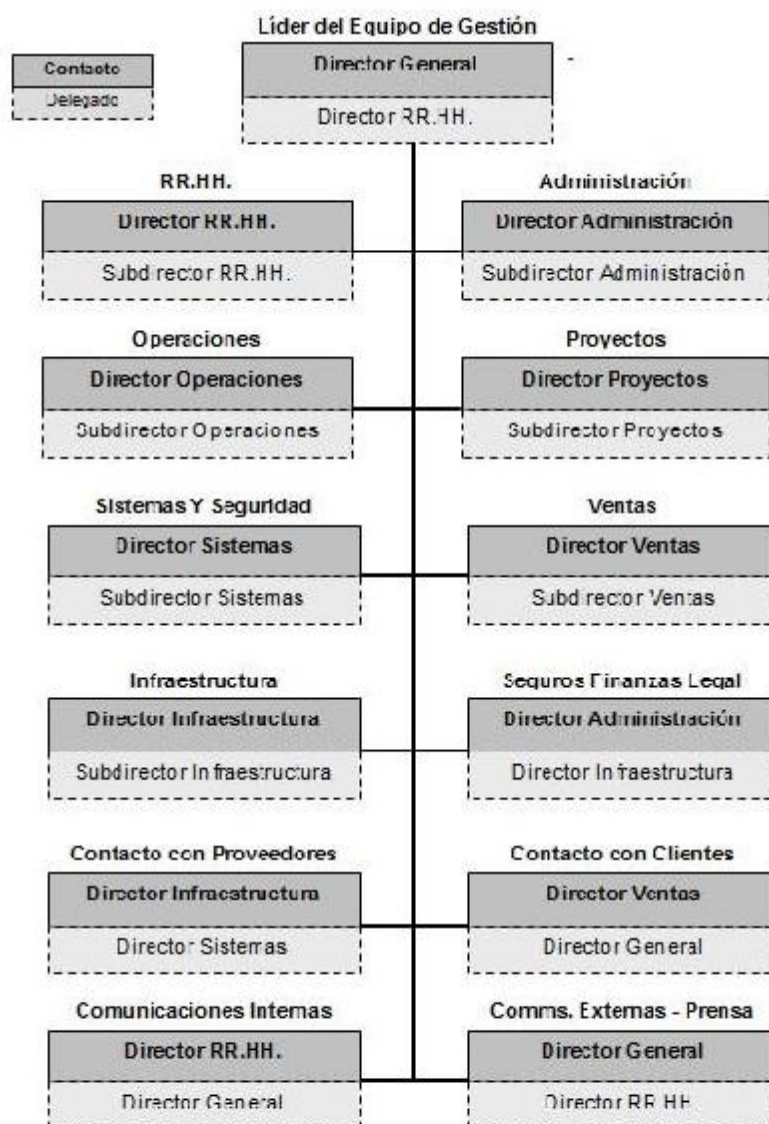 Líder del Equipo de Gestión
Contacto
Delegado
Director General
Director RR.HH.
RR.HH.
Director RR.HH.
Subdirector RR.HH.
Administración
Director Administración
Subdirector Administración
Operaciones
Director Operaciones
Subdirector Operaciones
Proyectos
Director Proyectos
Subdirector Proyectos
Sistemas Y Seguridad
Director Sistemas
Subdirector Sistemas
Ventas
Director Ventas
Subdirector Ventas
Infraestructura
Director Infraestructura
Subdirector Infraestructura
Seguros Finanzas Legal
Director Administración
Director Infraestructura
Contacto con Proveedores
Director Infraestructura
Director Sistemas
Contacto con Clientes
Director Ventas
Director General
Comunicaciones Internas
Director RR.HH.
Director General
Comms. Externas - Prensa
Director General
Director RR HH